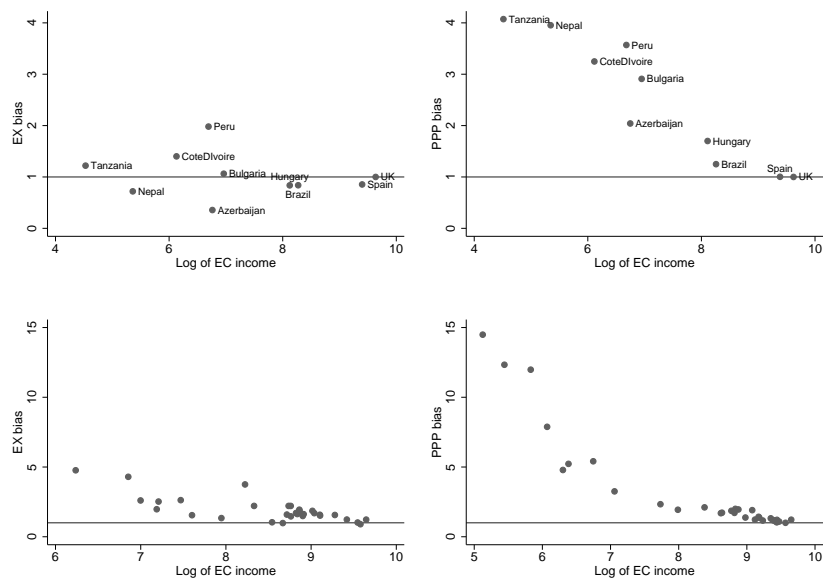 EX bias
4
3
2
1
0
Peru
CoteDIvoire
Tanzania
Bulgaria
Hungary
UK
Nepal
Brazil
Spain
Azerbaijan
4 6 8 10
Log of EC income
PPP bias
4
3
2
1
0
Tanzania
Nepal
Peru
CoteDIvoire
Bulgaria
Azerbaijan
Hungary
Brazil
Spain
UK
4 6 8 10
Log of EC income
EX bias
15
10
5
0
6 7 8 9 10
Log of EC income
PPP bias
15
10
5
0
5 6 7 8 9 10
Log of EC income